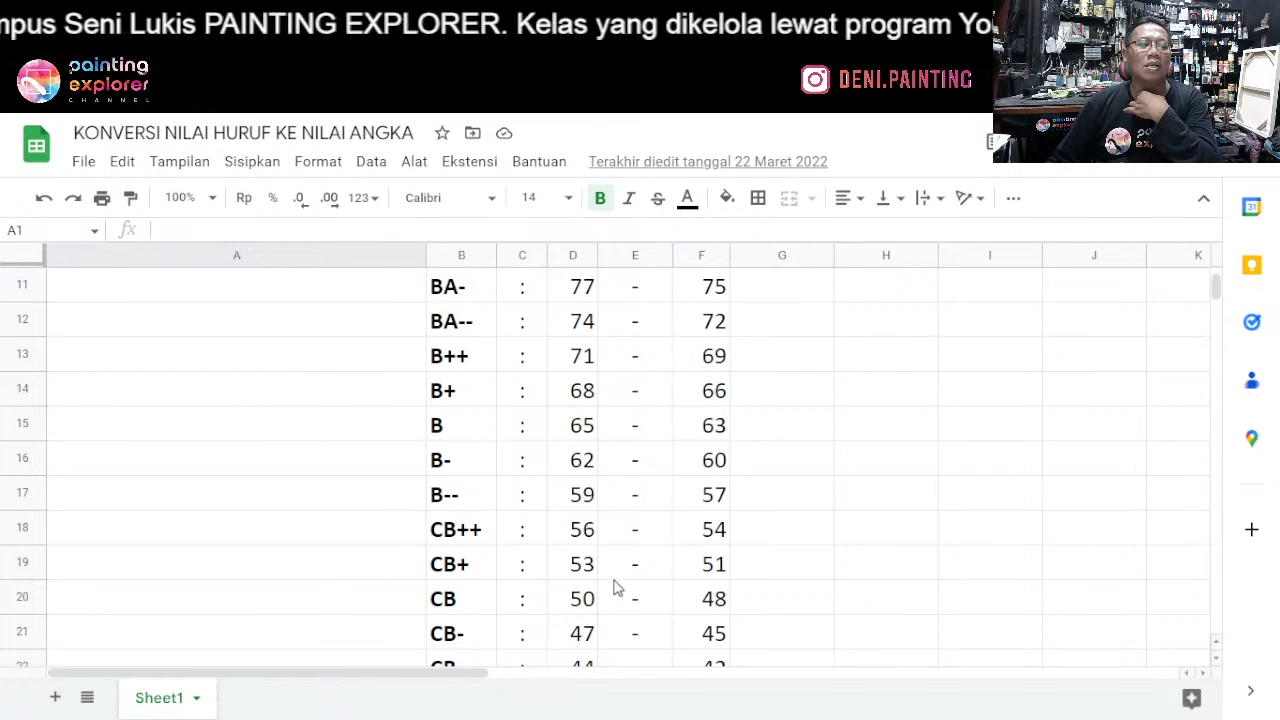 mpus Seni Lukis PAINTING EXPLORER. Kelas yang dikelola lewat program You
painting
explorer
CHANNEL
DENI.PAINTING
KONVERSI NILAI HURUF KE NILAI ANGKA
File Edit Tampilan Sisipkan Format Data Alat Ekstensi Bantuan Terakhir diedit tanggal 22 Maret 2022
100% Rp % .0 .00 123 Calibri 14 B I S A
A1 fx
A B C D E F G H I J K
11 BA- : 77 - 75
12 BA-- : 74 - 72
13 B++ : 71 - 69
14 B+ : 68 - 66
15 B : 65 - 63
16 B- : 62 - 60
17 B-- : 59 - 57
18 CB++ : 56 - 54
19 CB+ : 53 - 51
20 CB : 50 - 48
21 CB- : 47 - 45
Sheet1